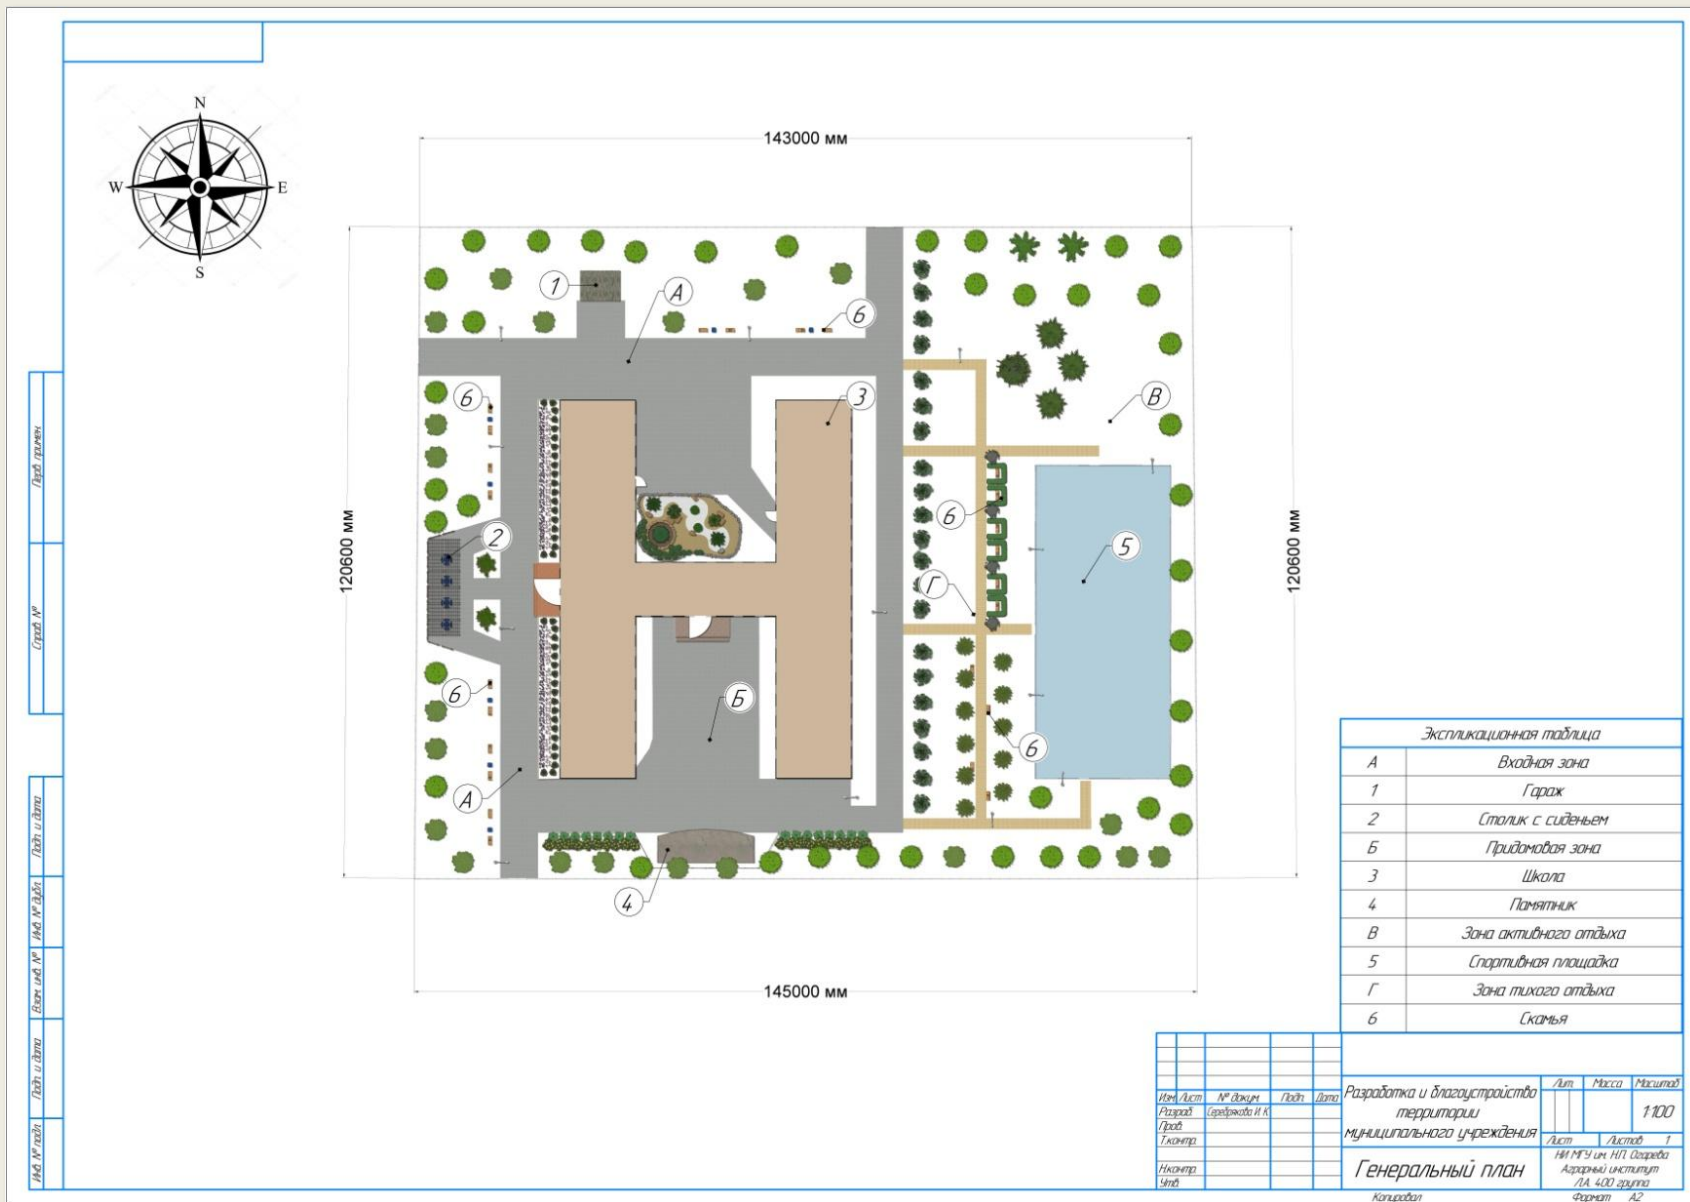 N
W
E
S
143000 мм
120600 мм
120600 мм
145000 мм
1
А
6
6
3
В
2
6
5
Г
6
Б
6
А
4
Перв. примен.
Справ. №
Подп. и дата
Инв. № дубл.
Взам. инв. №
Подп. и дата
Инв. № подл.
Экспликационная таблица
А Входная зона
1 Гараж
2 Столик с сиденьем
Б Придомовая зона
3 Школа
4 Памятник
В Зона активного отдыха
5 Спортивная площадка
Г Зона тихого отдыха
6 Скамья
Изм. Лист № докум. Подп. Дата
Разраб. Серебрякова И. К.
Пров.
Т.контр.
Н.контр.
Утв.
Разработка и благоустройство
территории
муниципального учреждения
Генеральный план
Лит. Масса Масштаб
1:100
Лист Листов 1
НИ МГУ им. Н.П. Огарева
Аграрный институт
ЛА, 400 группа
Копировал Формат А2